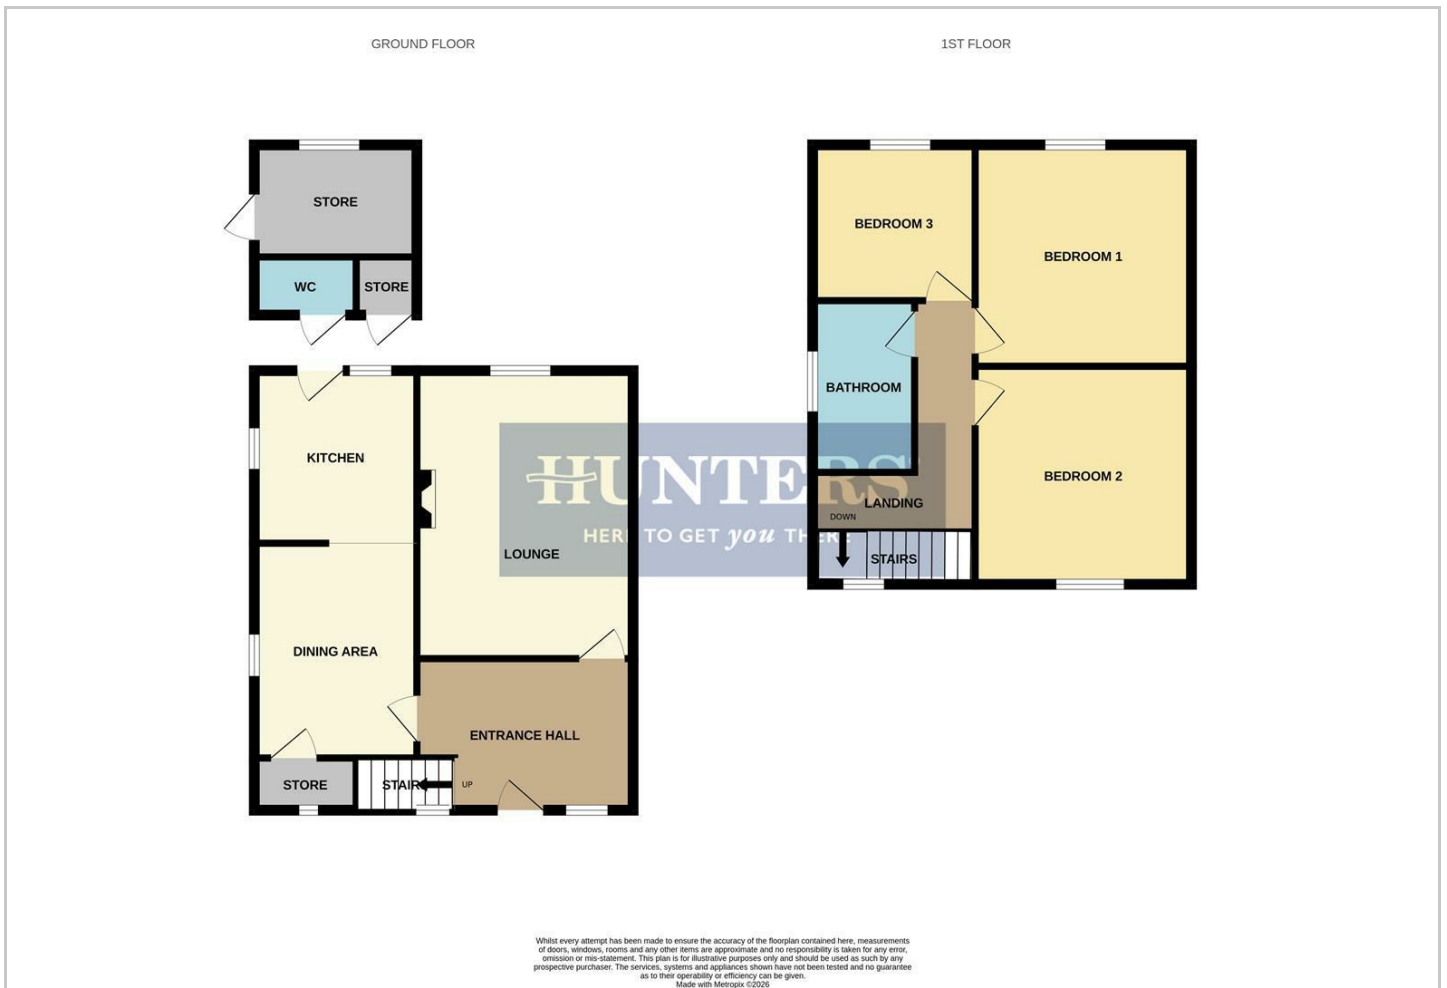 GROUND FLOOR
1ST FLOOR
STORE
WC
STORE
KITCHEN
LOUNGE
DINING AREA
ENTRANCE HALL
STORE
STAIRS
UP
BEDROOM 3
BEDROOM 1
BATHROOM
BEDROOM 2
LANDING
DOWN
STAIRS
HUNTERS
HERE TO GET you THERE
Whilst every attempt has been made to ensure the accuracy of the floorplan contained here, measurements
of doors, windows, rooms and any other items are approximate and no responsibility is taken for any error,
omission or mis-statement. This plan is for illustrative purposes only and should be used as such by any
prospective purchaser. The services, systems and appliances shown have not been tested and no guarantee
as to their operability or efficiency can be given.
Made with Metropix ©2026